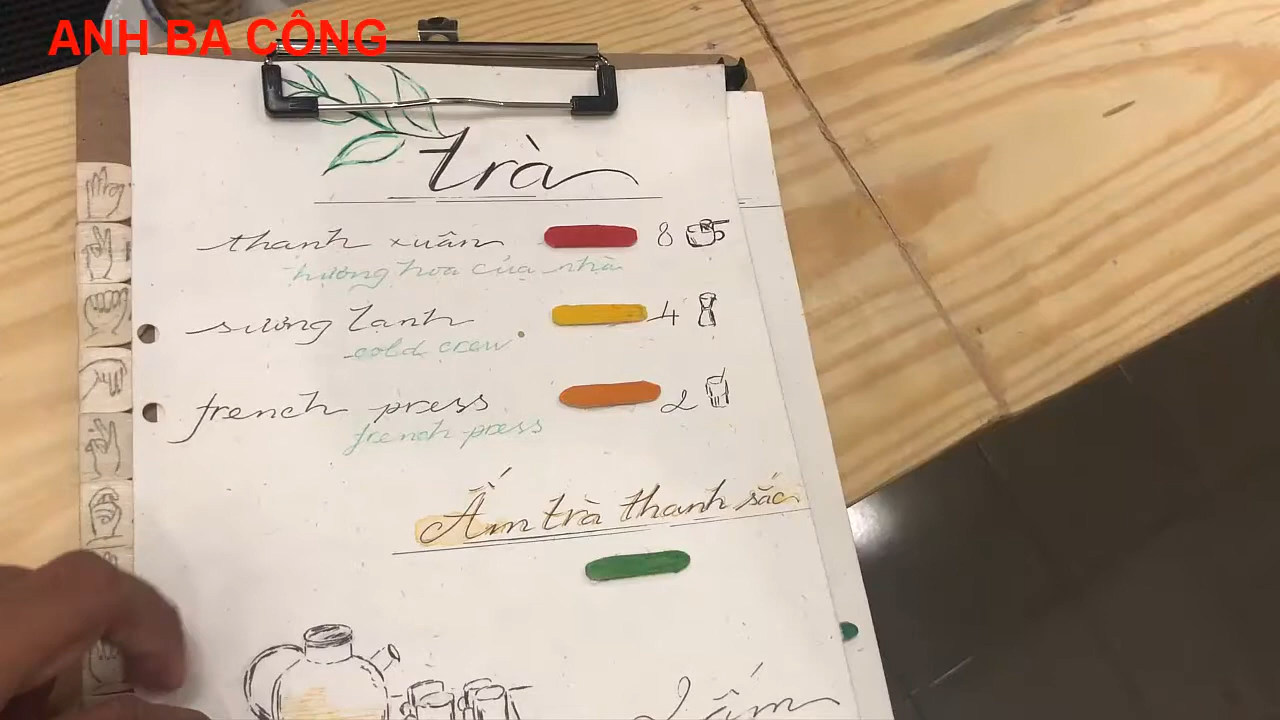 ANH BA CÔNG
trà
thanh xuân 8
hương hoa của nhà
sương lạnh 4
cold crew
french press 2
french press
Ấm trà thanh sắc